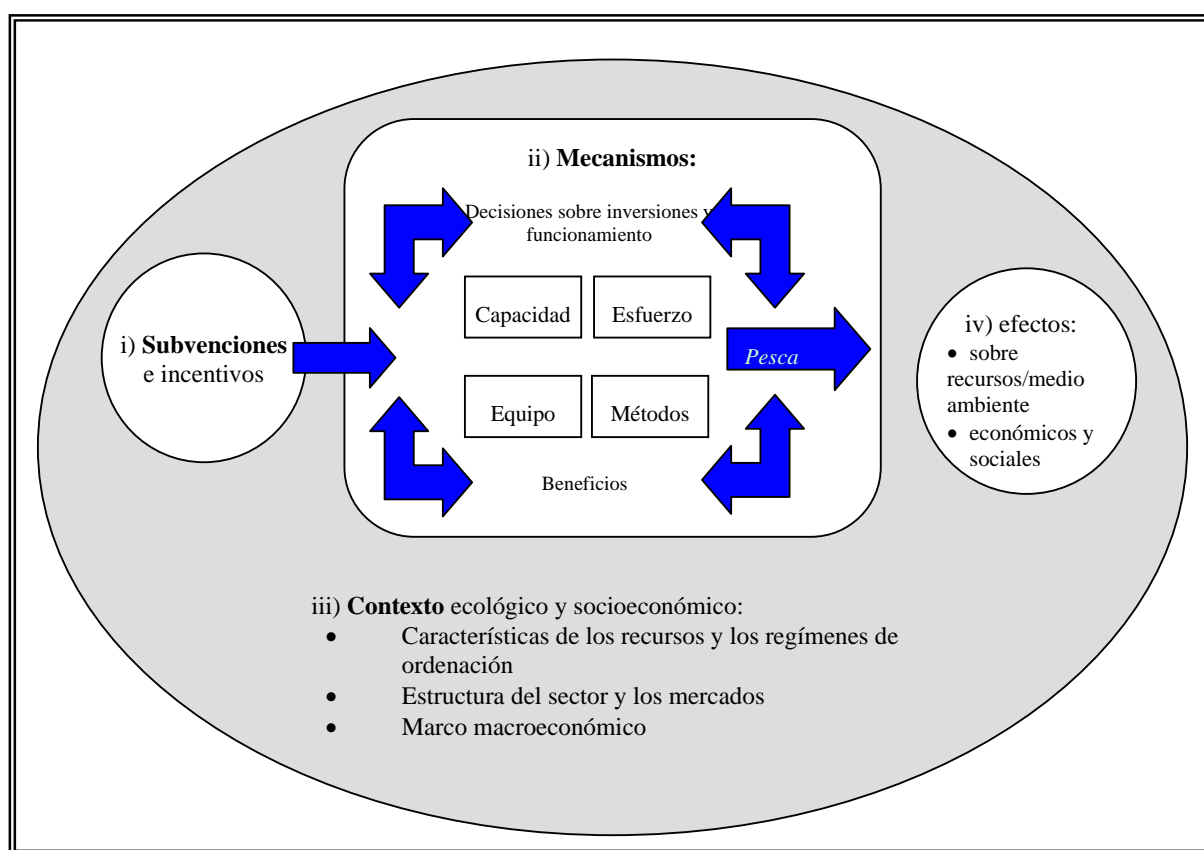 ii) Mecanismos:
Decisiones sobre inversiones y
funcionamiento
Capacidad
Esfuerzo
i) Subvenciones
e incentivos
Pesca
Equipo
Métodos
Beneficios
iv) efectos:
• sobre
recursos/medio
ambiente
• económicos y
sociales
iii) Contexto ecológico y socioeconómico:
• Características de los recursos y los regímenes de
ordenación
• Estructura del sector y los mercados
• Marco macroeconómico